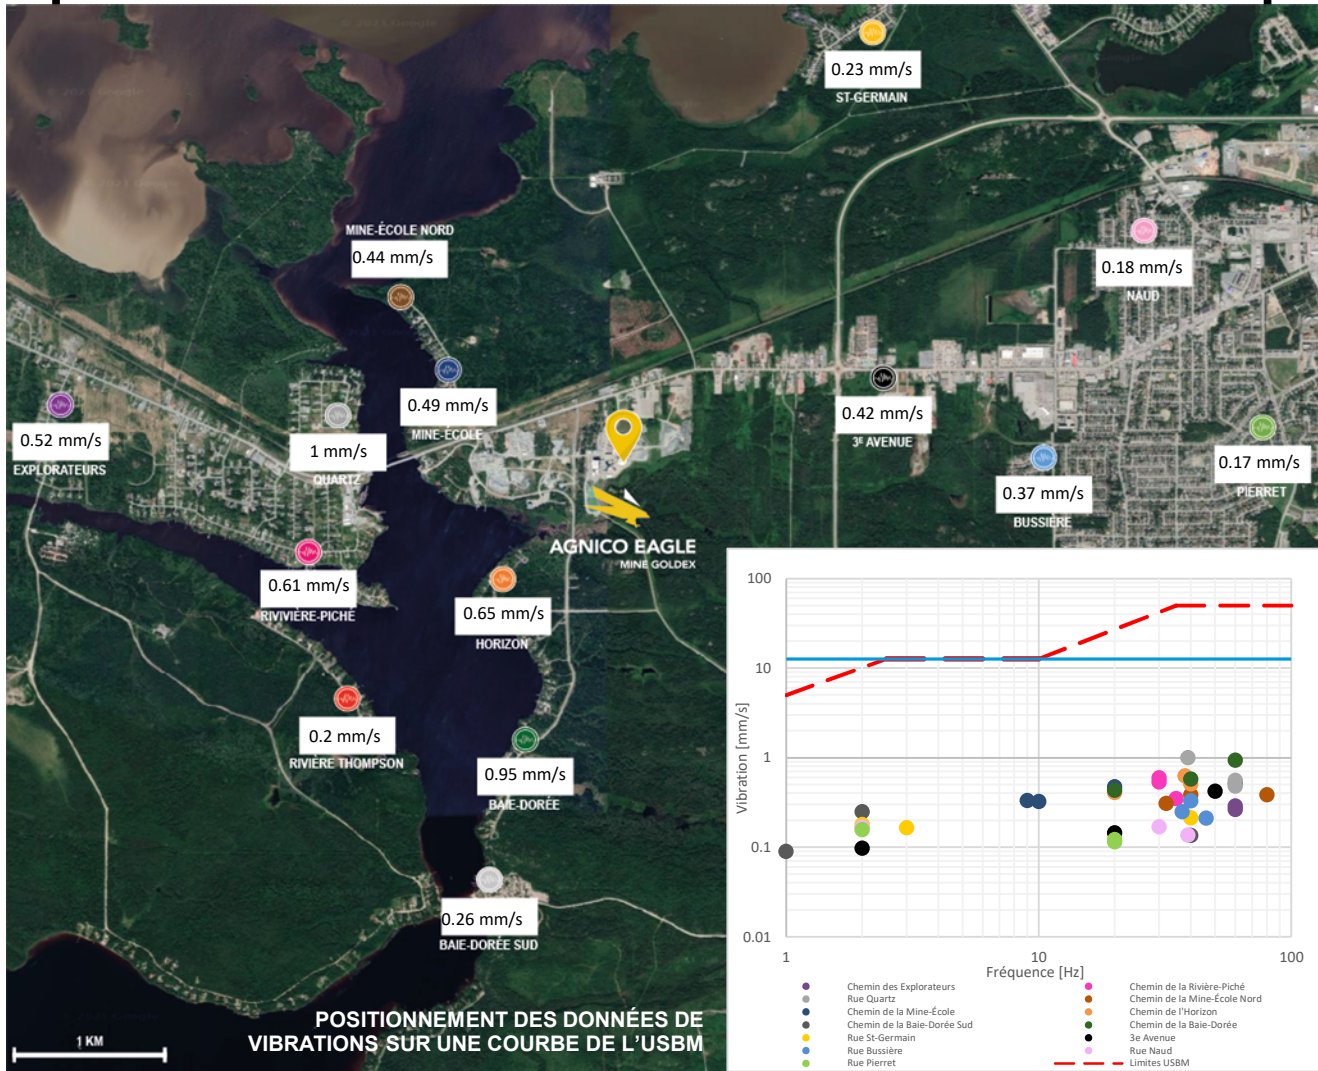 0.23 mm/s
ST-GERMAIN
MINE-ÉCOLE NORD
0.44 mm/s
0.18 mm/s
NAUD
0.49 mm/s
MINE-ÉCOLE
0.52 mm/s
EXPLORATEURS
1 mm/s
QUARTZ
0.42 mm/s
3E AVENUE
0.37 mm/s
BUSSIÈRE
0.17 mm/s
PIERRET
AGNICO EAGLE
MINE GOLDEX
0.61 mm/s
RIVIVIÈRE-PICHÉ
0.65 mm/s
HORIZON
0.2 mm/s
RIVIÈRE THOMPSON
0.95 mm/s
BAIE-DORÉE
0.26 mm/s
BAIE-DORÉE SUD
POSITIONNEMENT DES DONNÉES DE
VIBRATIONS SUR UNE COURBE DE L'USBM
1 KM
Vibration [mm/s]
100
10
1
0.1
0.01
1
10
100
Fréquence [Hz]
Chemin des Explorateurs
Chemin de la Rivière-Piché
Rue Quartz
Chemin de la Mine-École Nord
Chemin de la Mine-École
Chemin de l'Horizon
Chemin de la Baie-Dorée Sud
Chemin de la Baie-Dorée
Rue St-Germain
3e Avenue
Rue Bussière
Rue Naud
Rue Pierret
Limites USBM